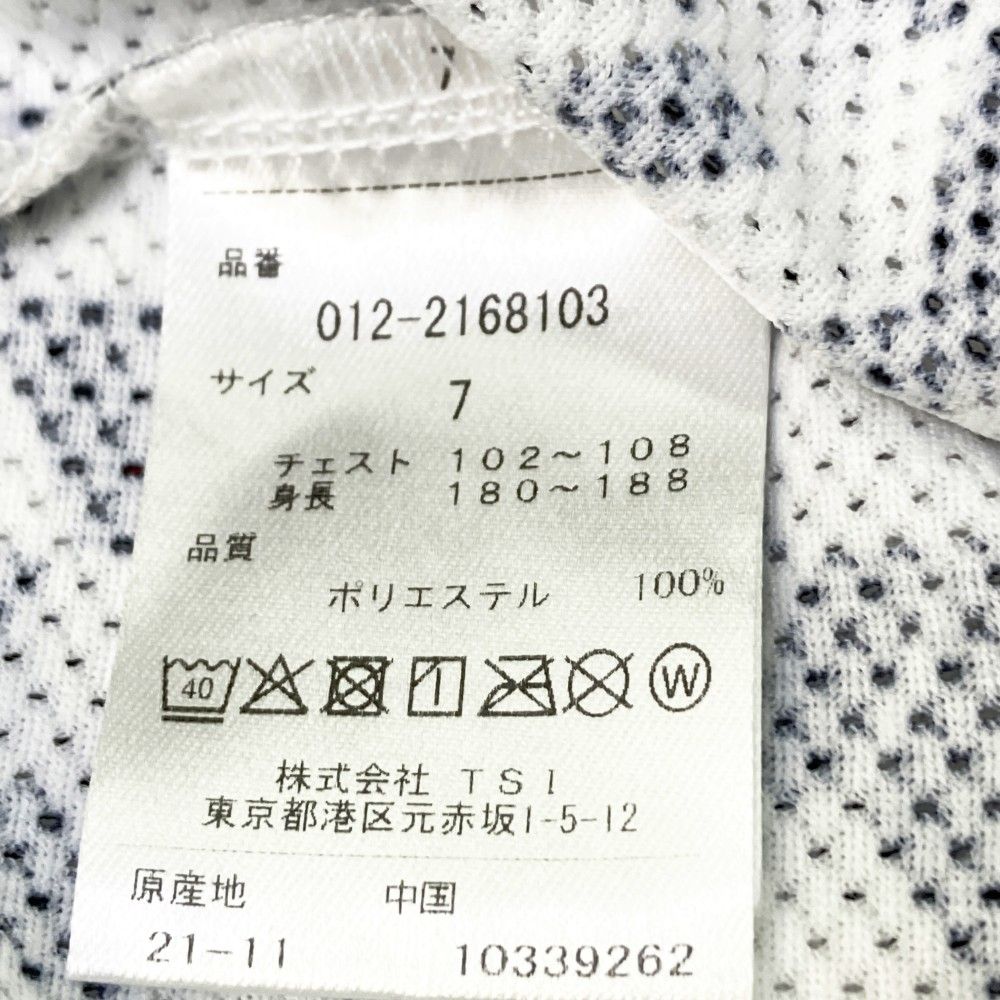 品番
012-2168103
サイズ
7
チェスト 102～108
身長 180～188
品質
ポリエステル 100%
40 W
株式会社 TSI
東京都港区元赤坂1-5-12
原産地 中国
21-11 10339262